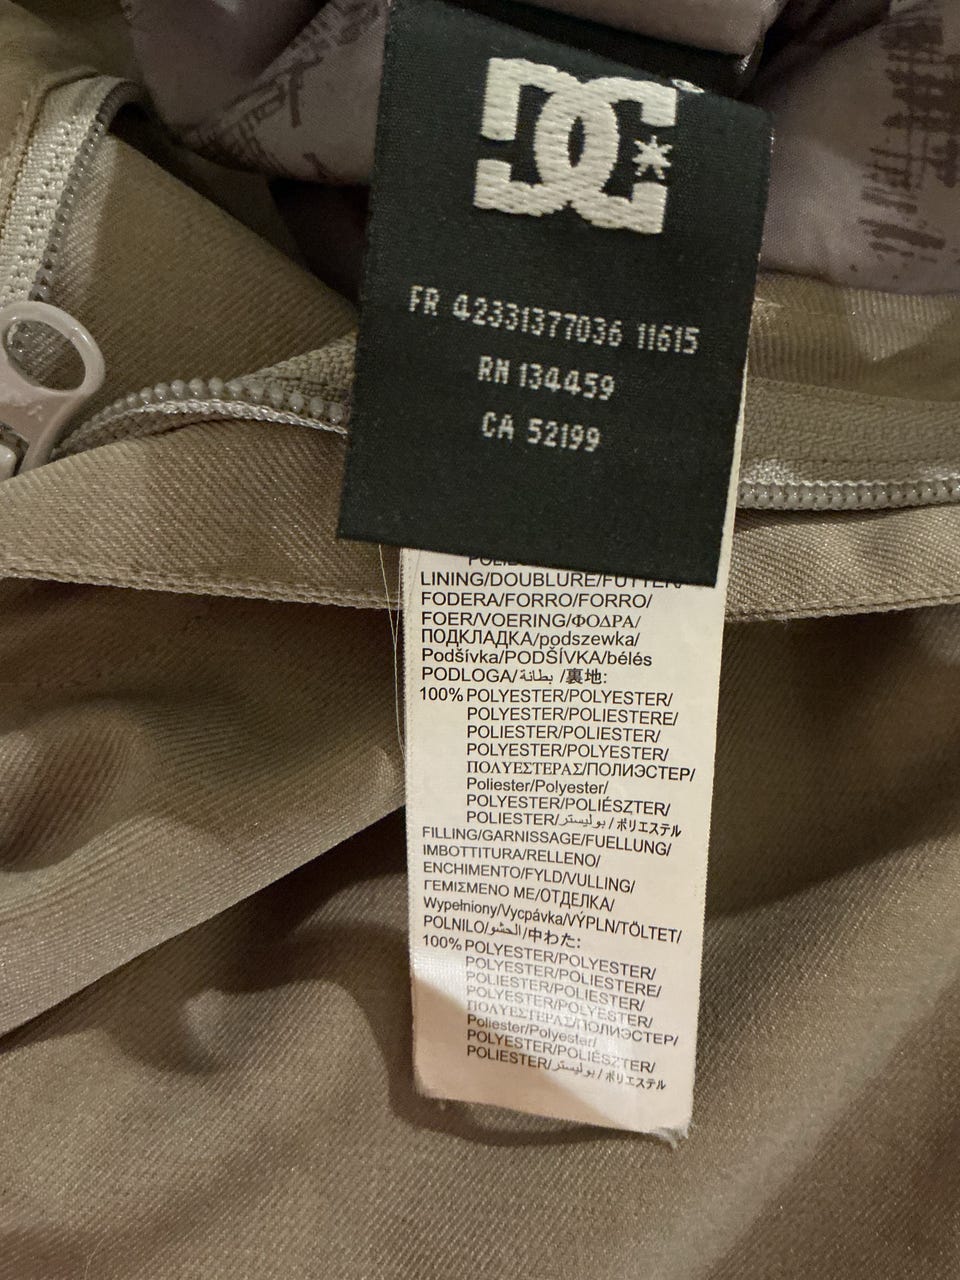 DC
®
FR 42331377036 11615
RN 134459
CA 52199
LINING/DOUBLURE/FUTTER/
FODERA/FORRO/FORRO/
FOER/VOERING/ΦΟΔΡΑ/
ПОДКЛАДКА/podszewka/
Podšívka/PODŠÍVKA/bélés
PODLOGA/بطانة /裏地:
100% POLYESTER/POLYESTER/
POLYESTER/POLIESTERE/
POLIESTER/POLIESTER/
POLYESTER/POLYESTER/
ΠΟΛΥΕΣΤΕΡΑΣ/ПОЛИЭСТЕР/
Poliester/Polyester/
POLYESTER/POLIÉSZTER/
POLIESTER/بوليستر/ポリエステル
FILLING/GARNISSAGE/FUELLUNG/
IMBOTTITURA/RELLENO/
ENCHIMENTO/FYLD/VULLING/
ΓΕΜΙΣΜΕΝΟ ΜΕ/ОТДЕЛКА/
Wypełniony/Vycpávka/VÝPLN/TÖLTET/
POLNILO/الحشو/中わた:
100% POLYESTER/POLYESTER/
POLYESTER/POLIESTERE/
POLIESTER/POLIESTER/
POLYESTER/POLYESTER/
ΠΟΛΥΕΣΤΕΡΑΣ/ПОЛИЭСТЕР/
Poliester/Polyester/
POLYESTER/POLIÉSZTER/
POLIESTER/بوليستر/ポリエステル